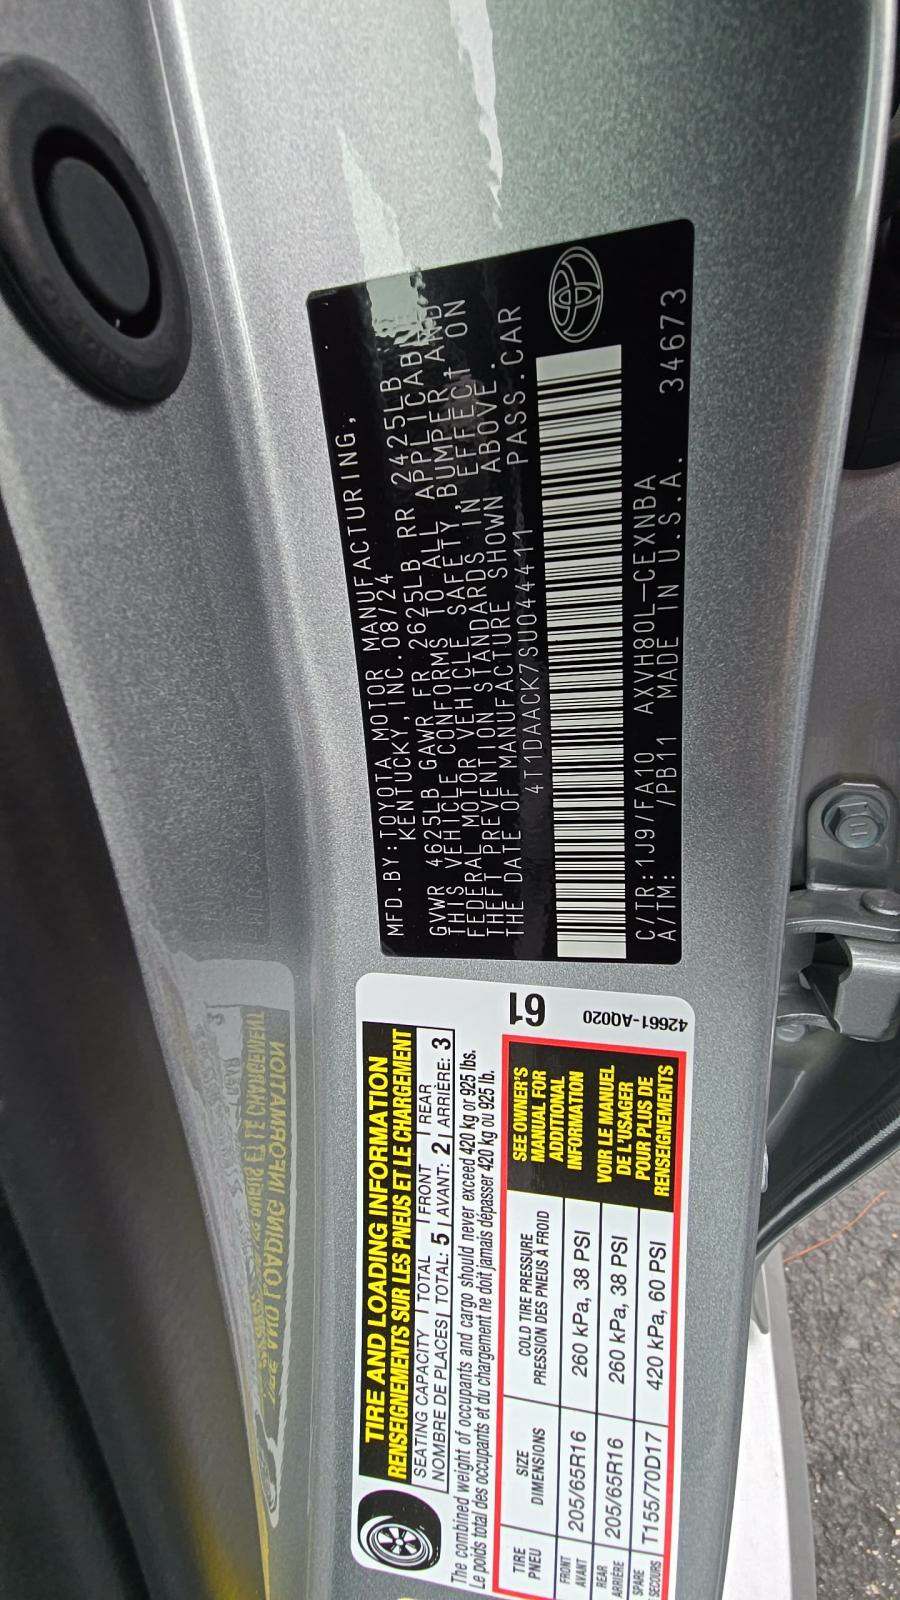 MFD.BY:TOYOTA MOTOR MANUFACTURING,
KENTUCKY,INC.08/24
GVWR 4625LB GAWR FR 2625LB RR 2425LB
THIS VEHICLE CONFORMS TO ALL APPLICABLE
FEDERAL MOTOR VEHICLE SAFETY,BUMPER,AND
THEFT PREVENTION STANDARDS IN EFFECT ON
THE DATE OF MANUFACTURE SHOWN ABOVE.
4T1DAACK7SU044411 PASS.CAR
C/TR:1J9/FA10 AXVH80L-CEXNBA
A/TM: /PB11 MADE IN U.S.A. 34673
TIRE AND LOADING INFORMATION
RENSEIGNEMENTS SUR LES PNEUS ET LE CHARGEMENT
61
42661-AQ020
SEATING CAPACITY TOTAL FRONT REAR
NOMBRE DE PLACES TOTAL: 5 AVANT: 2 ARRIÈRE: 3
The combined weight of occupants and cargo should never exceed 420 kg or 925 lbs.
Le poids total des occupants et du chargement ne doit jamais dépasser 420 kg ou 925 lb.
TIRE PNEU SIZE DIMENSIONS COLD TIRE PRESSURE PRESSION DES PNEUS À FROID
FRONT AVANT 205/65R16 260 kPa, 38 PSI
REAR ARRIÈRE 205/65R16 260 kPa, 38 PSI
SPARE SECOURS T155/70D17 420 kPa, 60 PSI
SEE OWNER'S
MANUAL FOR
ADDITIONAL
INFORMATION
VOIR LE MANUEL
DE L'USAGER
POUR PLUS DE
RENSEIGNEMENTS